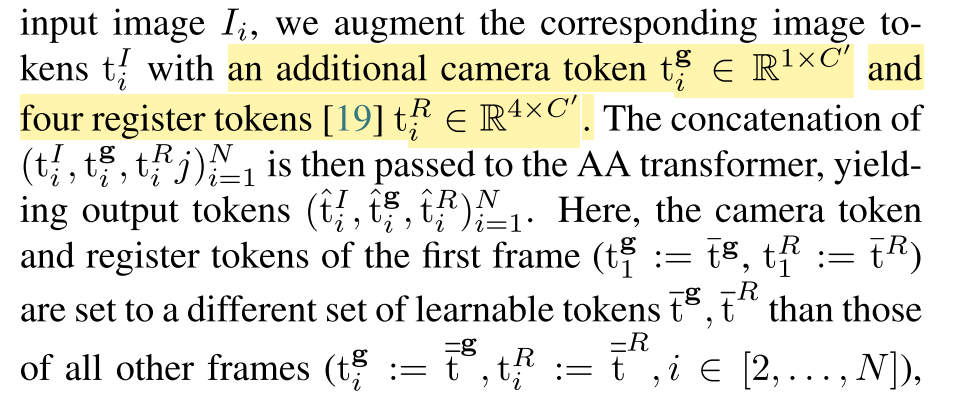 input image $I_i$, we augment the corresponding image to-
kens $\mathrm{t}_i^I$ with an additional camera token $\mathrm{t}_i^{\mathbf{g}} \in \mathbb{R}^{1 \times C'}$ and
four register tokens [19] $\mathrm{t}_i^R \in \mathbb{R}^{4 \times C'}$. The concatenation of
$(\mathrm{t}_i^I, \mathrm{t}_i^{\mathbf{g}}, \mathrm{t}_i^R j)_{i=1}^N$ is then passed to the AA transformer, yield-
ing output tokens $(\hat{\mathrm{t}}_i^I, \hat{\mathrm{t}}_i^{\mathbf{g}}, \hat{\mathrm{t}}_i^R)_{i=1}^N$. Here, the camera token
and register tokens of the first frame $(\mathrm{t}_1^{\mathbf{g}} := \bar{\mathrm{t}}^{\mathbf{g}}, \mathrm{t}_1^R := \bar{\mathrm{t}}^R)$
are set to a different set of learnable tokens $\bar{\mathrm{t}}^{\mathbf{g}}, \bar{\mathrm{t}}^R$ than those
of all other frames $(\mathrm{t}_i^{\mathbf{g}} := \bar{\bar{\mathrm{t}}}^{\mathbf{g}}, \mathrm{t}_i^R := \bar{\bar{\mathrm{t}}}^R, i \in [2, \ldots, N])$,